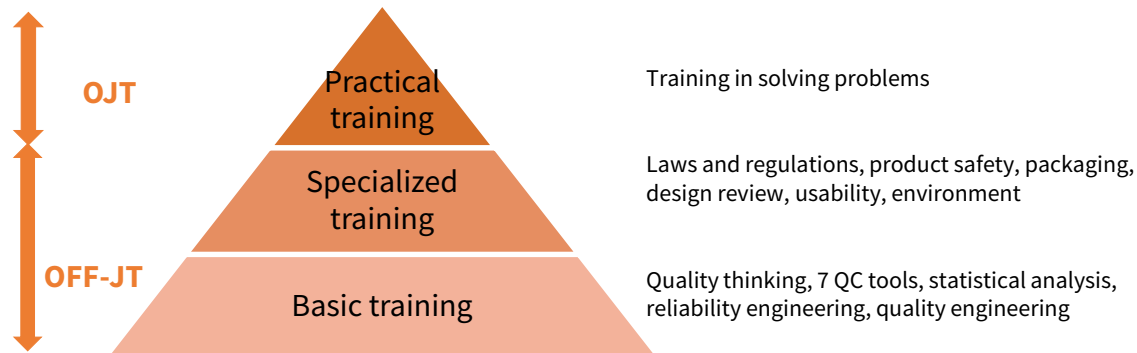 OJT
Practical
training
Training in solving problems
Specialized
training
Laws and regulations, product safety, packaging,
design review, usability, environment
OFF-JT
Basic training
Quality thinking, 7 QC tools, statistical analysis,
reliability engineering, quality engineering